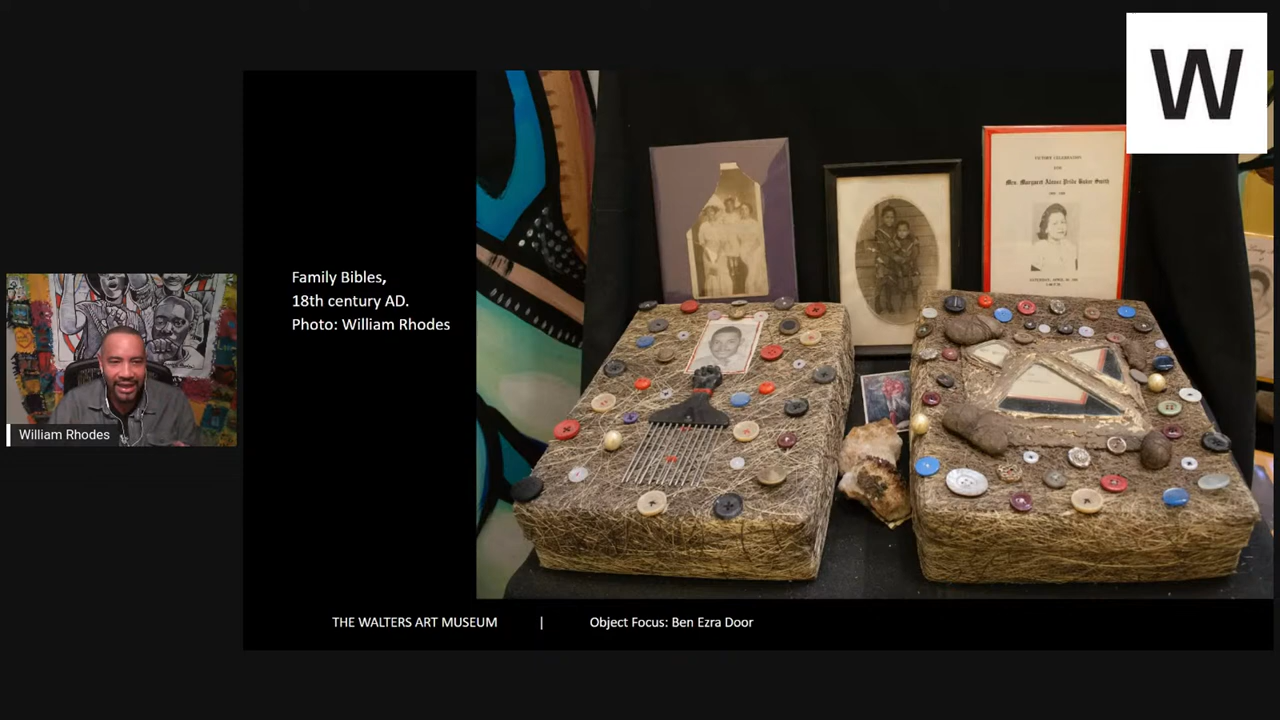 W
Family Bibles,
18th century AD.
Photo: William Rhodes
William Rhodes
VICTORY CELEBRATION
Mrs. Margaret
Smith
THE WALTERS ART MUSEUM | Object Focus: Ben Ezra Door